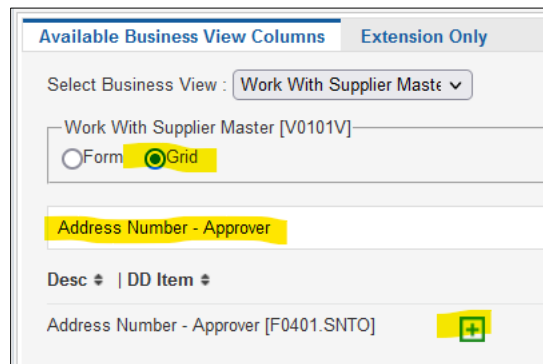 Available Business View Columns Extension Only
Select Business View : Work With Supplier Maste
Work With Supplier Master [V0101V]
Form Grid
Address Number - Approver
Desc | DD Item
Address Number - Approver [F0401.SNTO]